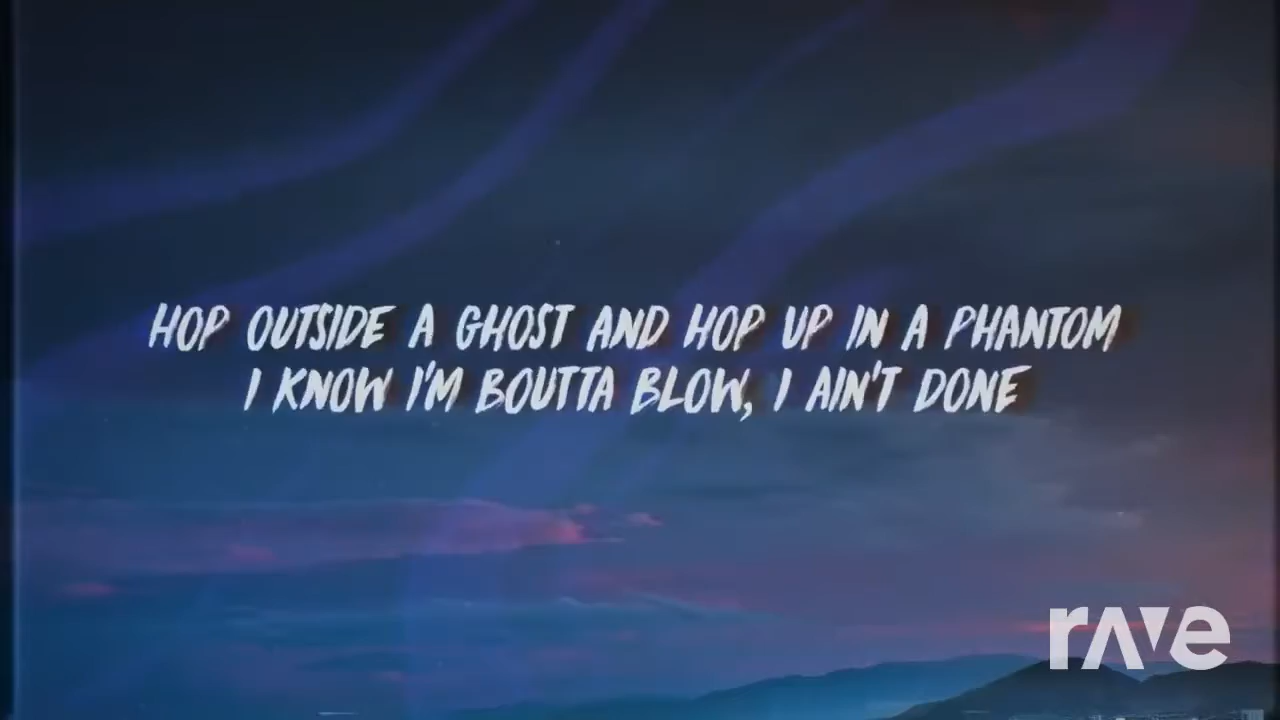 HOP OUTSIDE A GHOST AND HOP UP IN A PHANTOM
I KNOW I'M BOUTTA BLOW, I AIN'T DONE
rave